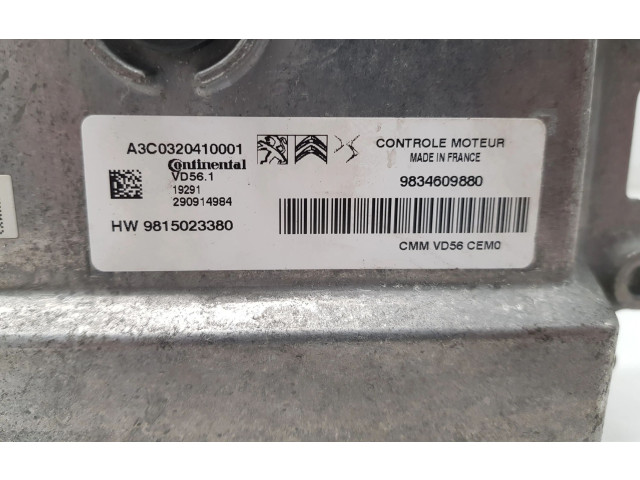 A3C0320410001
Continental
VD56.1
19291
290914984
HW 9815023380
CONTROLE MOTEUR
MADE IN FRANCE
9834609880
CMM VD56 CEM0